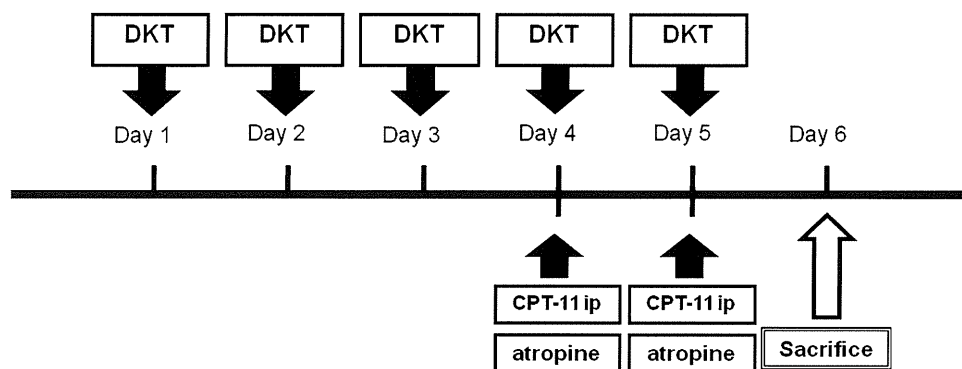 DKT DKT DKT DKT DKT
Day 1 Day 2 Day 3 Day 4 Day 5 Day 6
CPT-11 ip CPT-11 ip
atropine atropine Sacrifice